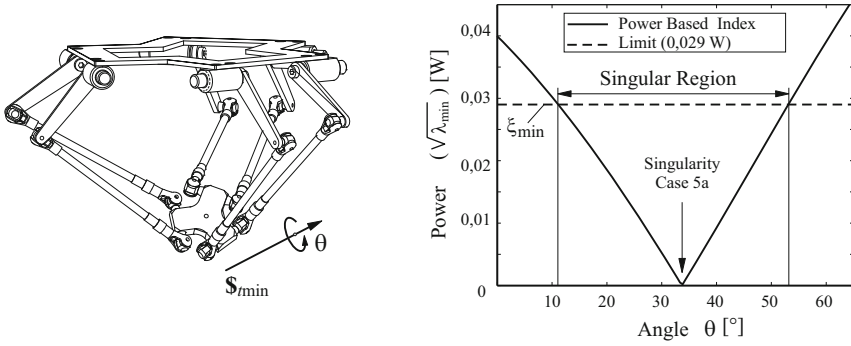 θ
$tmin
Power Based Index
Limit (0,029 W)
Singular Region
ξmin
Singularity
Case 5a
Power (√λmin) [W]
0,04
0,03
0,02
0,01
0
10
20
30
40
50
60
Angle θ [°]